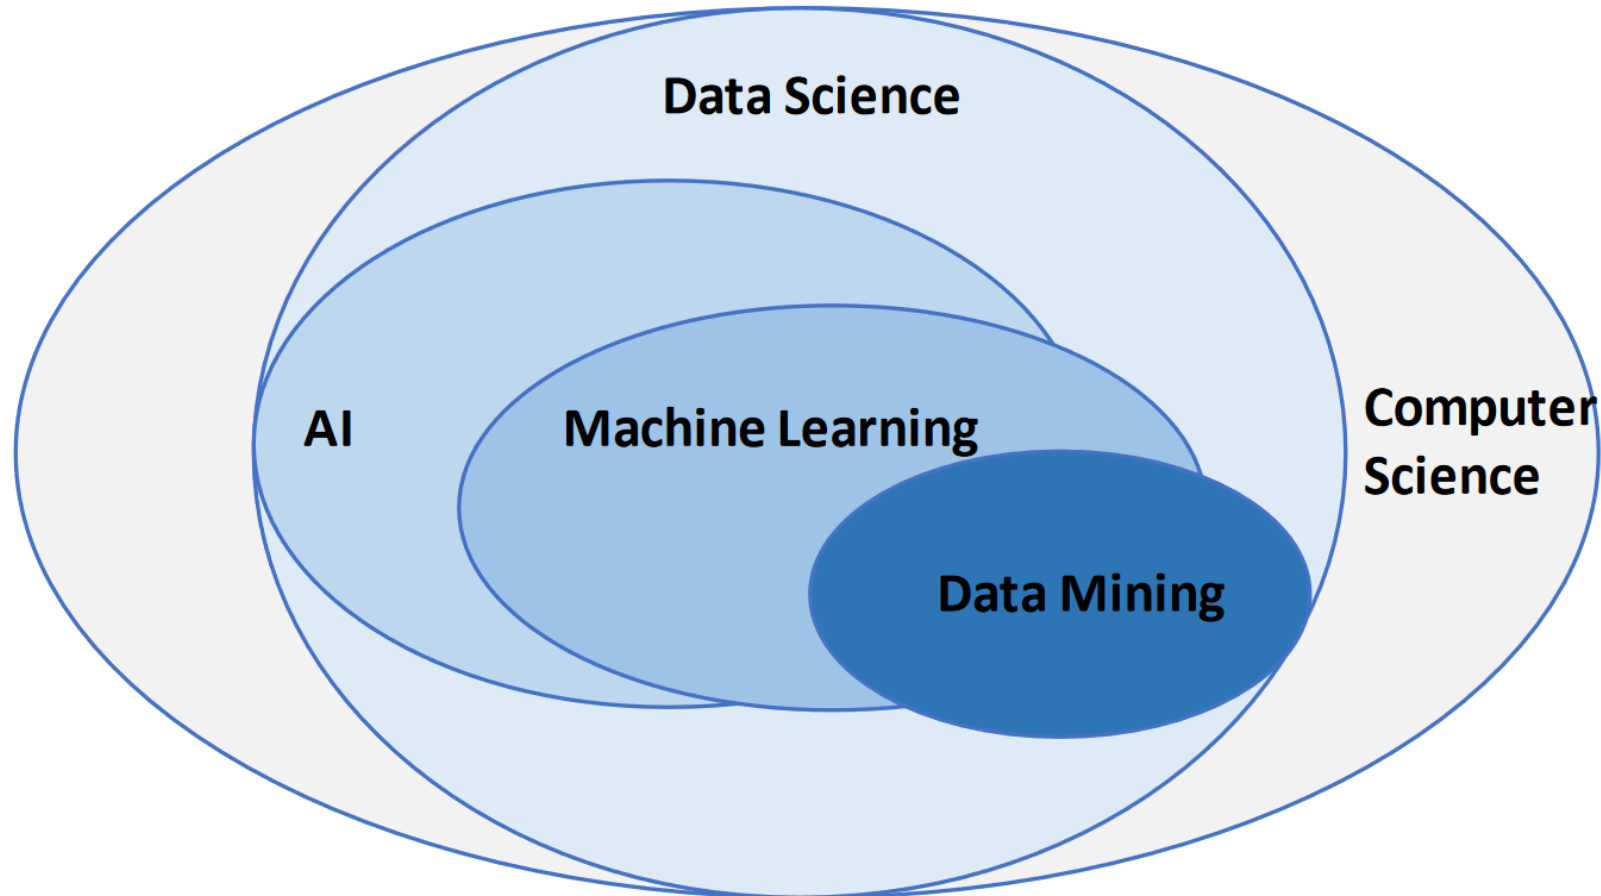 Data Science
AI
Machine Learning
Computer
Science
Data Mining